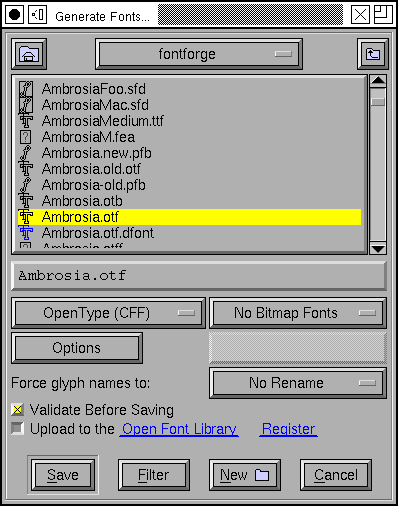 Generate Fonts...
fontforge
AmbrosiaFoo.sfd
AmbrosiaMac.sfd
AmbrosiaMedium.ttf
AmbrosiaM.fea
Ambrosia.new.pfb
Ambrosia.old.otf
Ambrosia-old.pfb
Ambrosia.otb
Ambrosia.otf
Ambrosia.otf.dfont
Ambrosia.otf
OpenType (CFF) No Bitmap Fonts
Options
Force glyph names to: No Rename
Validate Before Saving
Upload to the Open Font Library Register
Save Filter New Cancel